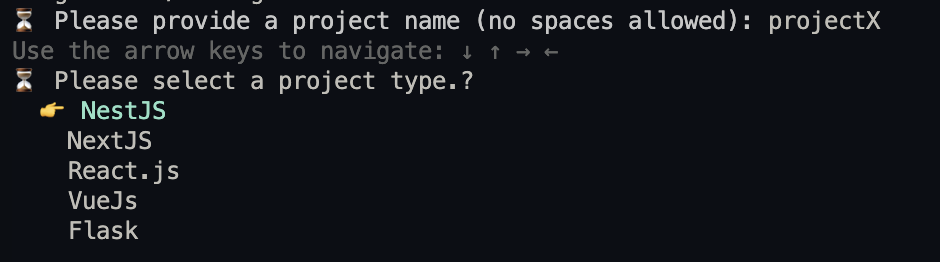 ⏳ Please provide a project name (no spaces allowed): projectX
Use the arrow keys to navigate: ↓ ↑ → ←
⏳ Please select a project type.?
👉 NestJS
NextJS
React.js
VueJs
Flask